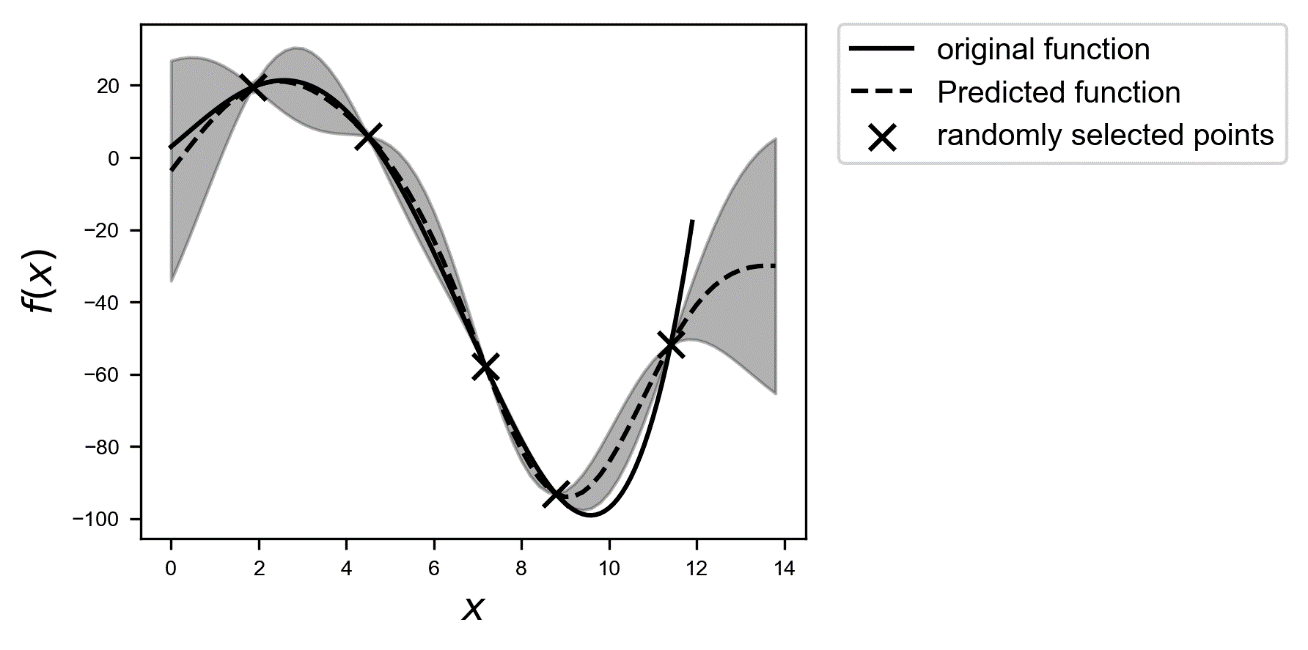 original function
Predicted function
randomly selected points
20
0
−20
−40
−60
−80
−100
f(x)
0 2 4 6 8 10 12 14
x